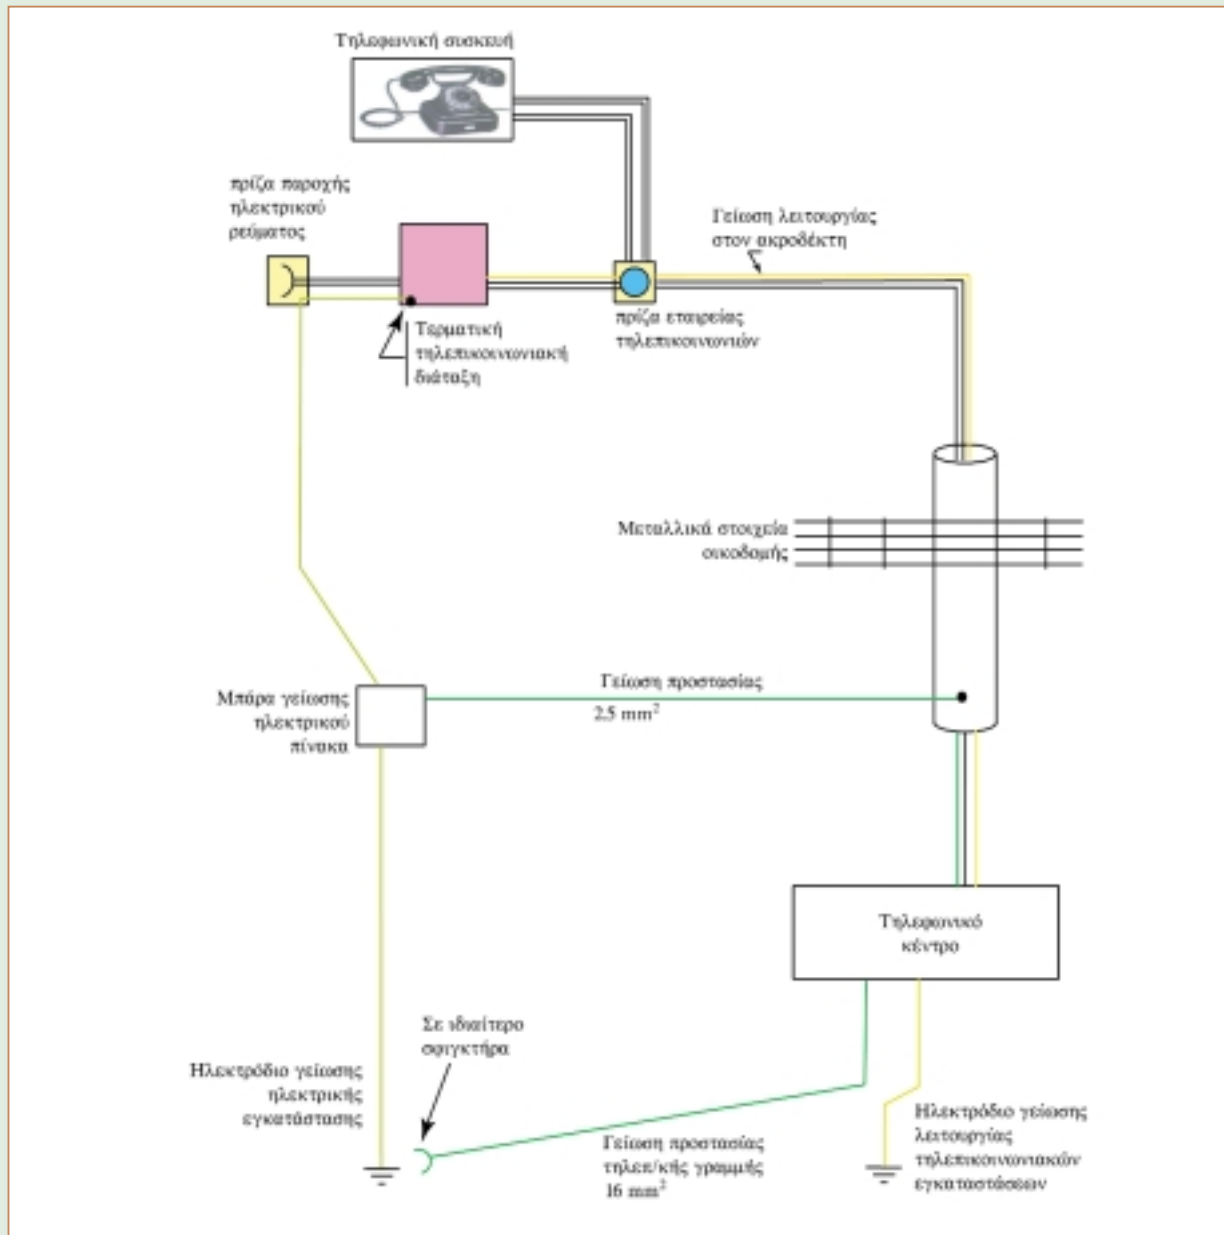 Τηλεφωνική συσκευή
πρίζα παροχής
ηλεκτρικού
ρεύματος
Γείωση λειτουργίας
στον ακροδέκτη
πρίζα εταιρείας
τηλεπικοινωνιών
Τερματική
τηλεπικοινωνιακή
διάταξη
Μεταλλικά στοιχεία
οικοδομής
Γείωση προστασίας
2.5 mm²
Μπάρα γείωσης
ηλεκτρικού
πίνακα
Τηλεφωνικό
κέντρο
Σε ιδιαίτερο
σφιγκτήρα
Ηλεκτρόδιο γείωσης
ηλεκτρικής
εγκατάστασης
Γείωση προστασίας
τηλεπ/κής γραμμής
16 mm²
Ηλεκτρόδιο γείωσης
λειτουργίας
τηλεπικοινωνιακών
εγκαταστάσεων